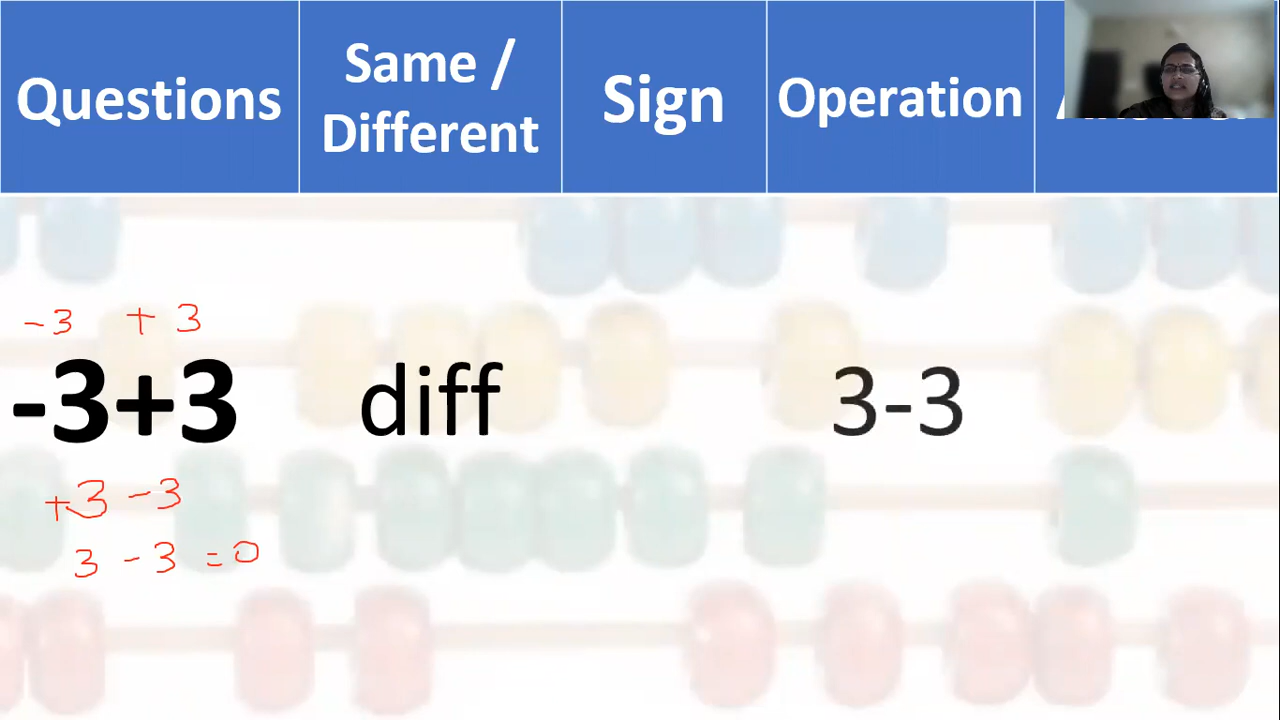 Questions
Same /
Different
Sign
Operation
-3 + 3
-3+3
diff
3-3
+3 -3
3 - 3 = 0